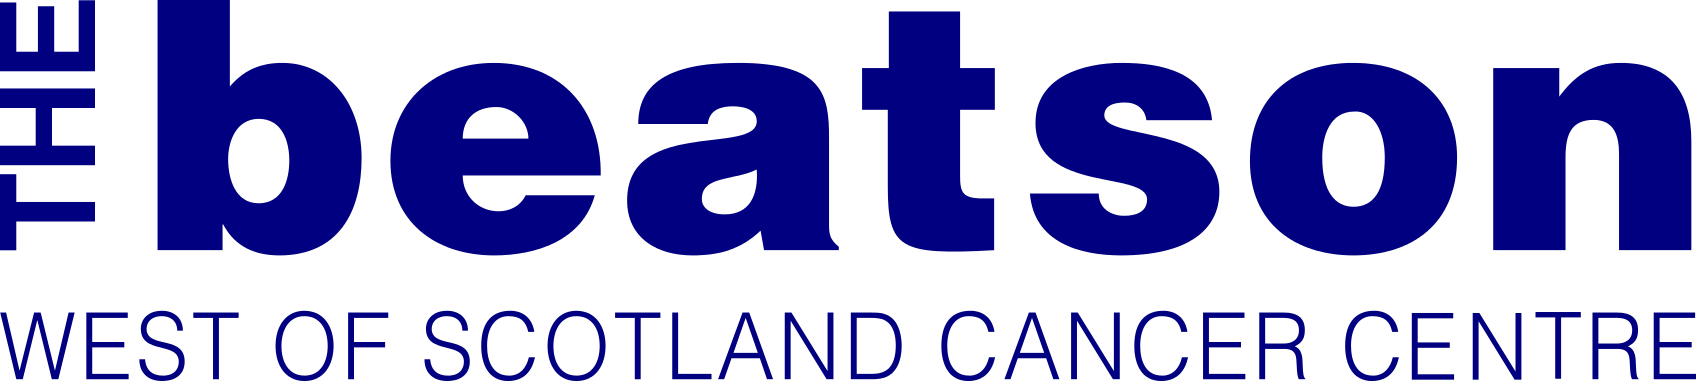 THE
beatson
WEST OF SCOTLAND CANCER CENTRE